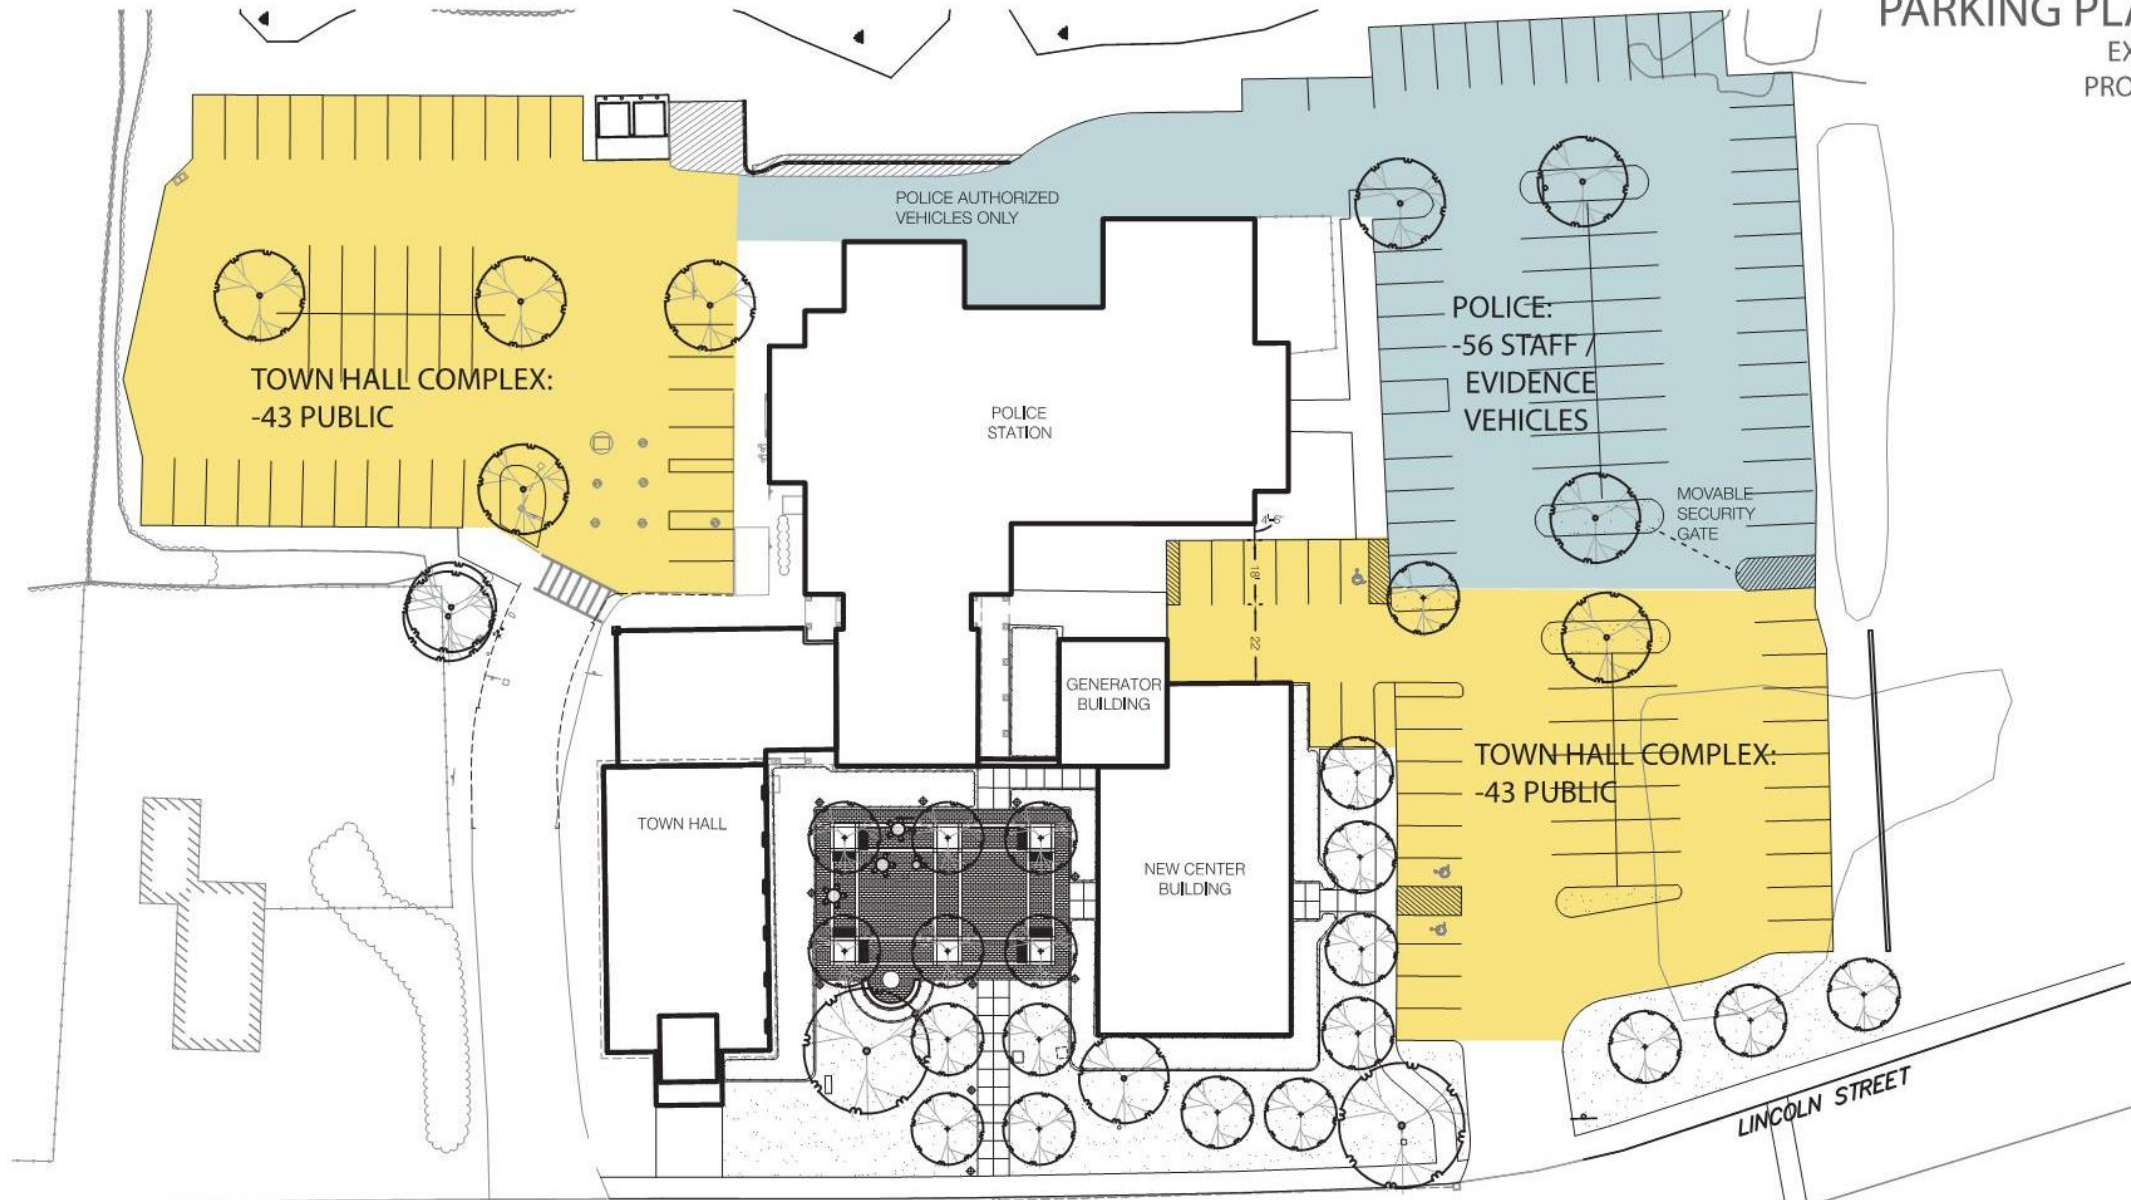 PARKING PLA
EX
PRO
POLICE AUTHORIZED
VEHICLES ONLY
POLICE:
-56 STAFF /
EVIDENCE
VEHICLES
TOWN HALL COMPLEX:
-43 PUBLIC
POLICE
STATION
MOVABLE
SECURITY
GATE
4'-6"
18'
22'
GENERATOR
BUILDING
TOWN HALL COMPLEX:
-43 PUBLIC
TOWN HALL
NEW CENTER
BUILDING
LINCOLN STREET